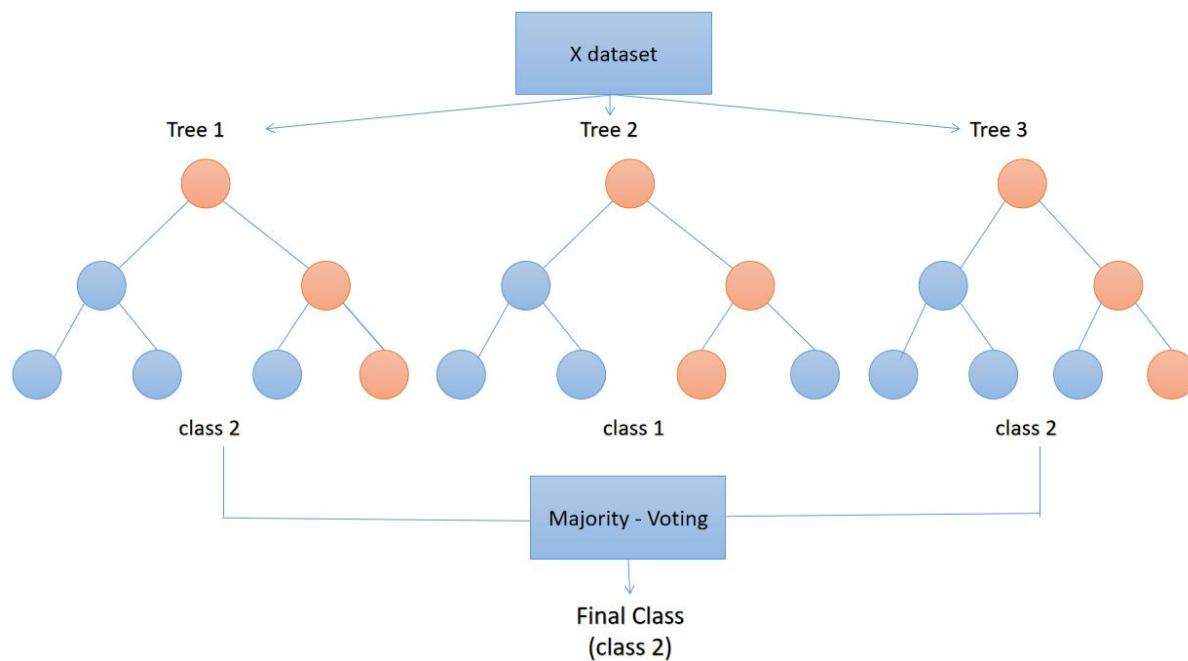 X dataset
Tree 1
Tree 2
Tree 3
class 2
class 1
class 2
Majority - Voting
Final Class
(class 2)